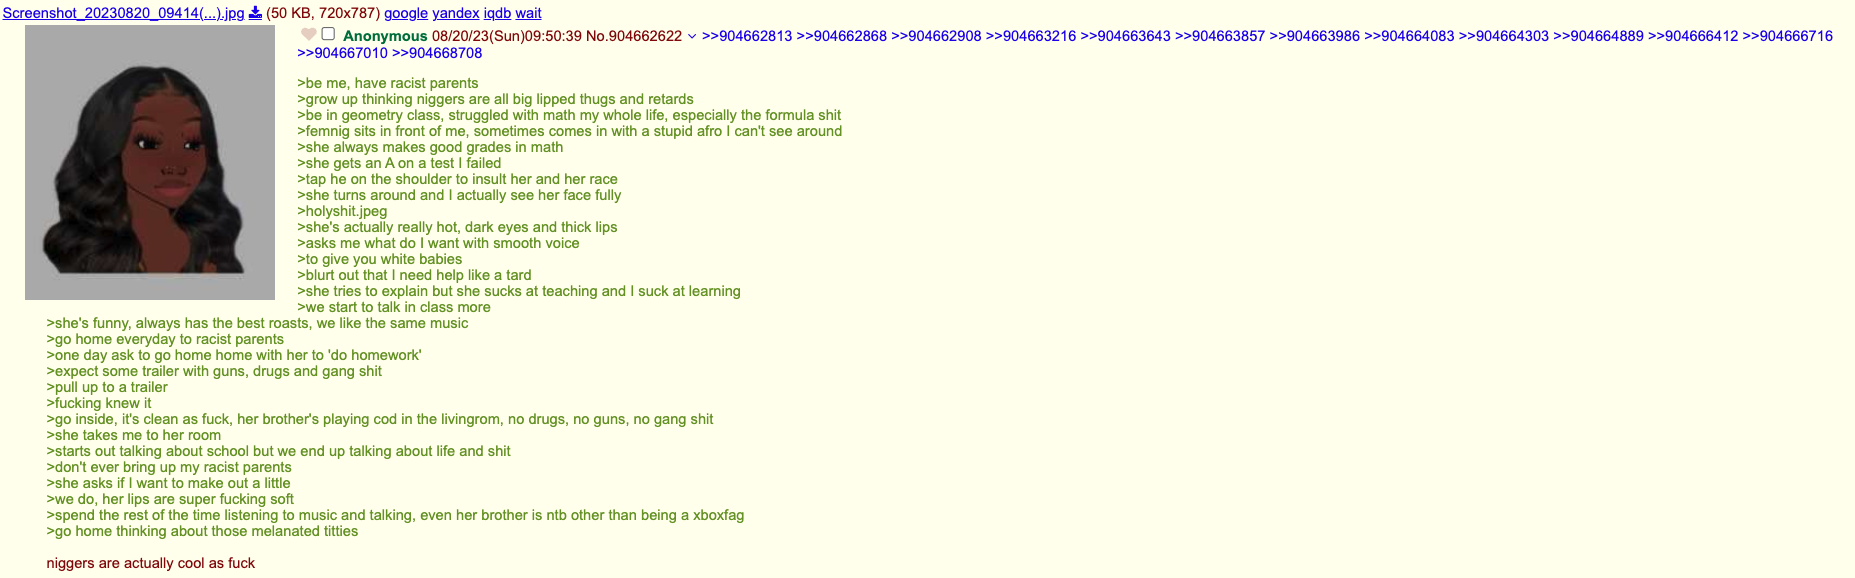 Screenshot_20230820_09414(...).jpg (50 KB, 720x787) google yandex iqdb wait
Anonymous 08/20/23(Sun)09:50:39 No.904662622 >>904662813 >>904662868 >>904662908 >>904663216 >>904663643 >>904663857 >>904663986 >>904664083 >>904664303 >>904664889 >>904666412 >>904666716
>>904667010 >>904668708
>be me, have racist parents
>grow up thinking niggers are all big lipped thugs and retards
>be in geometry class, struggled with math my whole life, especially the formula shit
>femnig sits in front of me, sometimes comes in with a stupid afro I can't see around
>she always makes good grades in math
>she gets an A on a test I failed
>tap he on the shoulder to insult her and her race
>she turns around and I actually see her face fully
>holyshit.jpeg
>she's actually really hot, dark eyes and thick lips
>asks me what do I want with smooth voice
>to give you white babies
>blurt out that I need help like a tard
>she tries to explain but she sucks at teaching and I suck at learning
>we start to talk in class more
>she's funny, always has the best roasts, we like the same music
>go home everyday to racist parents
>one day ask to go home home with her to 'do homework'
>expect some trailer with guns, drugs and gang shit
>pull up to a trailer
>fucking knew it
>go inside, it's clean as fuck, her brother's playing cod in the livingrom, no drugs, no guns, no gang shit
>she takes me to her room
>starts out talking about school but we end up talking about life and shit
>don't ever bring up my racist parents
>she asks if I want to make out a little
>we do, her lips are super fucking soft
>spend the rest of the time listening to music and talking, even her brother is ntb other than being a xboxfag
>go home thinking about those melanated titties
niggers are actually cool as fuck